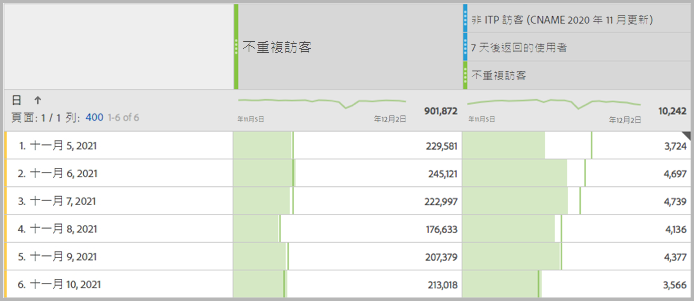 不重複訪客
非 ITP 訪客 (CNAME 2020 年 11 月更新)
7 天後返回的使用者
不重複訪客
日 ↑
頁面: 1 / 1 列: 400 1-6 of 6
年11月5日 年12月2日 901,872
年11月5日 年12月2日 10,242
1. 十一月 5, 2021 229,581 3,724
2. 十一月 6, 2021 245,121 4,697
3. 十一月 7, 2021 222,997 4,739
4. 十一月 8, 2021 176,633 4,136
5. 十一月 9, 2021 207,379 4,377
6. 十一月 10, 2021 213,018 3,566